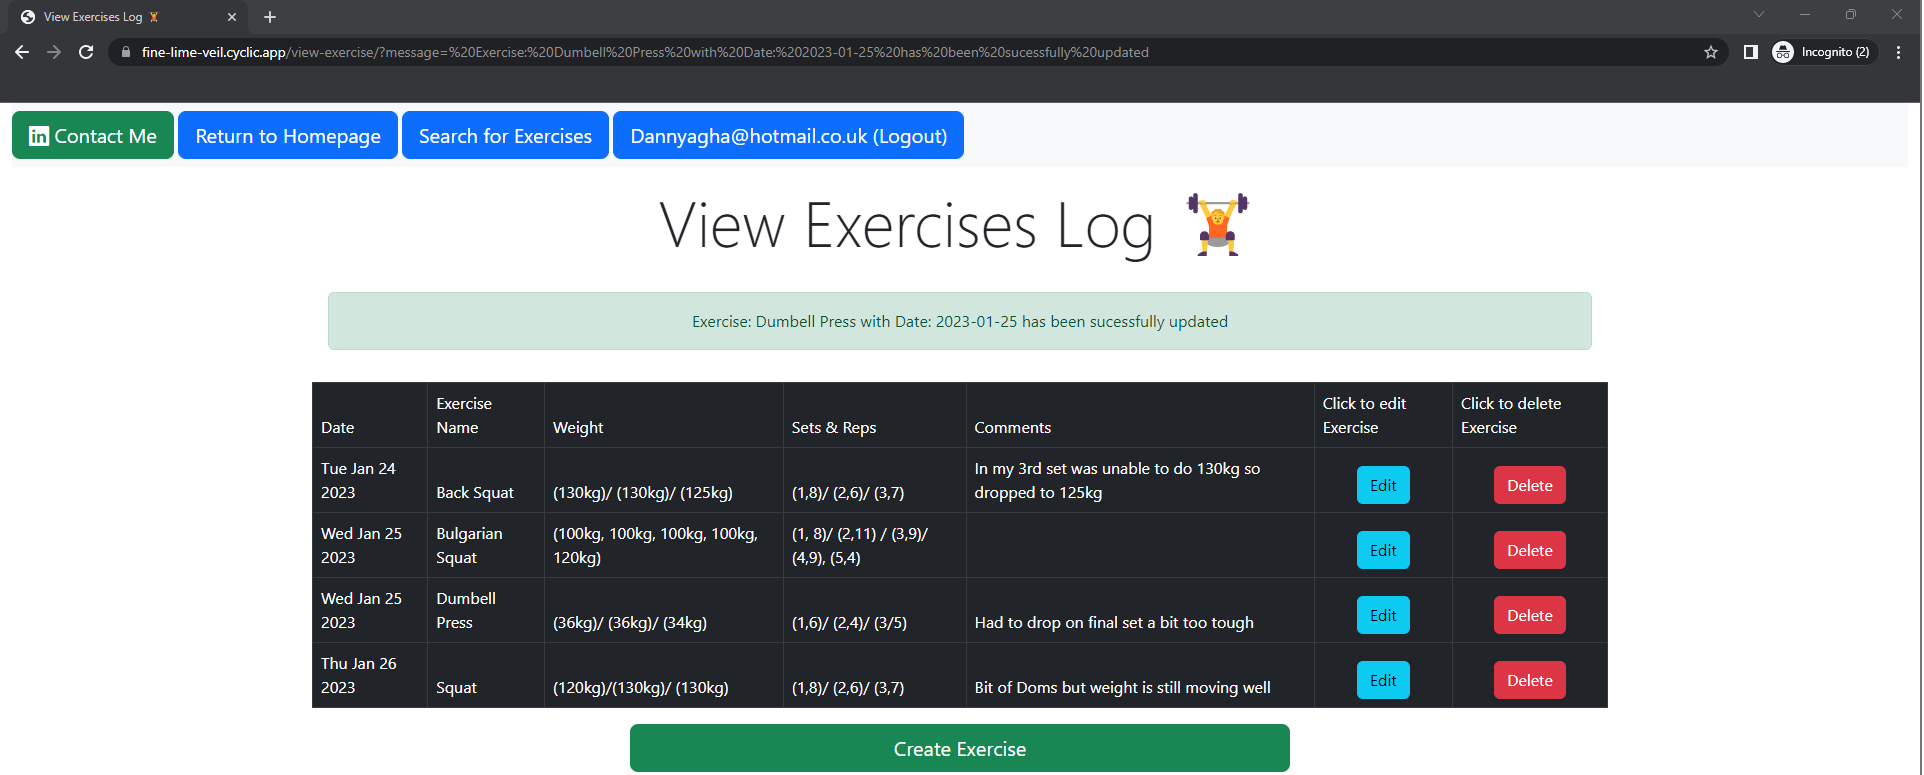 View Exercises Log
fine-lime-veil.cyclic.app/view-exercise/?message=%20Exercise:%20Dumbell%20Press%20with%20Date:%202023-01-25%20has%20been%20sucessfully%20updated
Incognito (2)
in Contact Me
Return to Homepage
Search for Exercises
Dannyagha@hotmail.co.uk (Logout)
View Exercises Log
Exercise: Dumbell Press with Date: 2023-01-25 has been sucessfully updated
Date
Exercise
Name
Weight
Sets & Reps
Comments
Click to edit
Exercise
Click to delete
Exercise
Tue Jan 24
2023
Back Squat
(130kg)/ (130kg)/ (125kg)
(1,8)/ (2,6)/ (3,7)
In my 3rd set was unable to do 130kg so
dropped to 125kg
Edit
Delete
Wed Jan 25
2023
Bulgarian
Squat
(100kg, 100kg, 100kg, 100kg,
120kg)
(1, 8)/ (2,11) / (3,9)/
(4,9), (5,4)
Edit
Delete
Wed Jan 25
2023
Dumbell
Press
(36kg)/ (36kg)/ (34kg)
(1,6)/ (2,4)/ (3/5)
Had to drop on final set a bit too tough
Edit
Delete
Thu Jan 26
2023
Squat
(120kg)/(130kg)/ (130kg)
(1,8)/ (2,6)/ (3,7)
Bit of Doms but weight is still moving well
Edit
Delete
Create Exercise